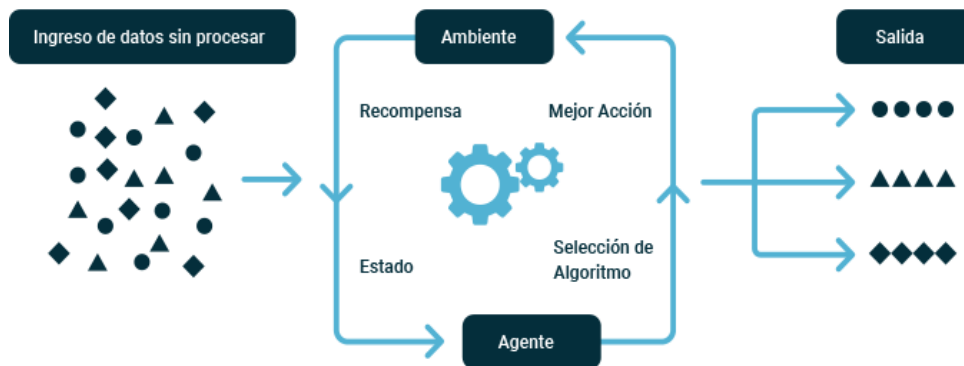 Ingreso de datos sin procesar
Ambiente
Salida
Recompensa
Mejor Acción
Estado
Selección de
Algoritmo
Agente